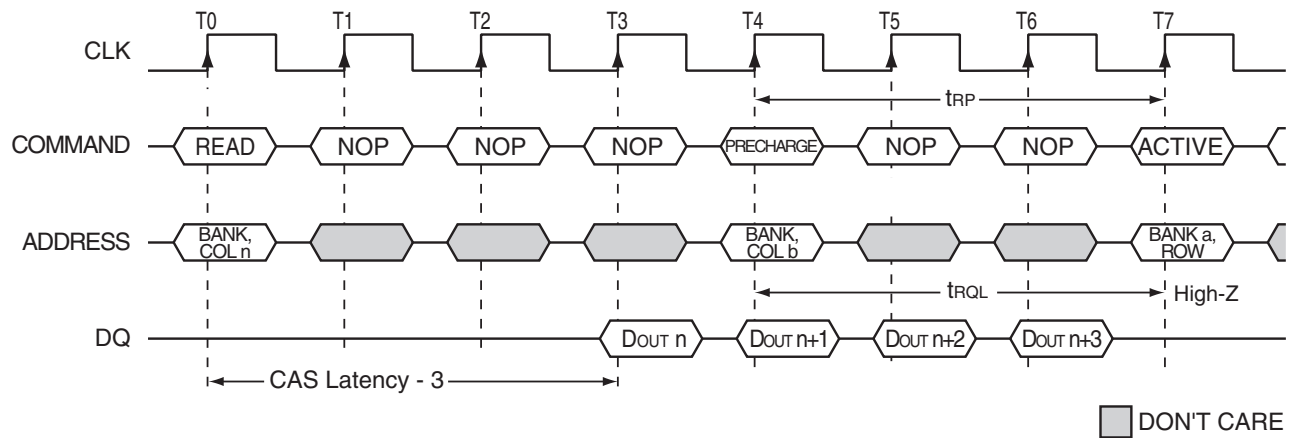 T0 T1 T2 T3 T4 T5 T6 T7
CLK
tRP
COMMAND READ NOP NOP NOP PRECHARGE NOP NOP ACTIVE
ADDRESS BANK, COL n BANK, COL b BANK a, ROW
tRQL High-Z
DQ DOUT n DOUT n+1 DOUT n+2 DOUT n+3
CAS Latency - 3
DON'T CARE